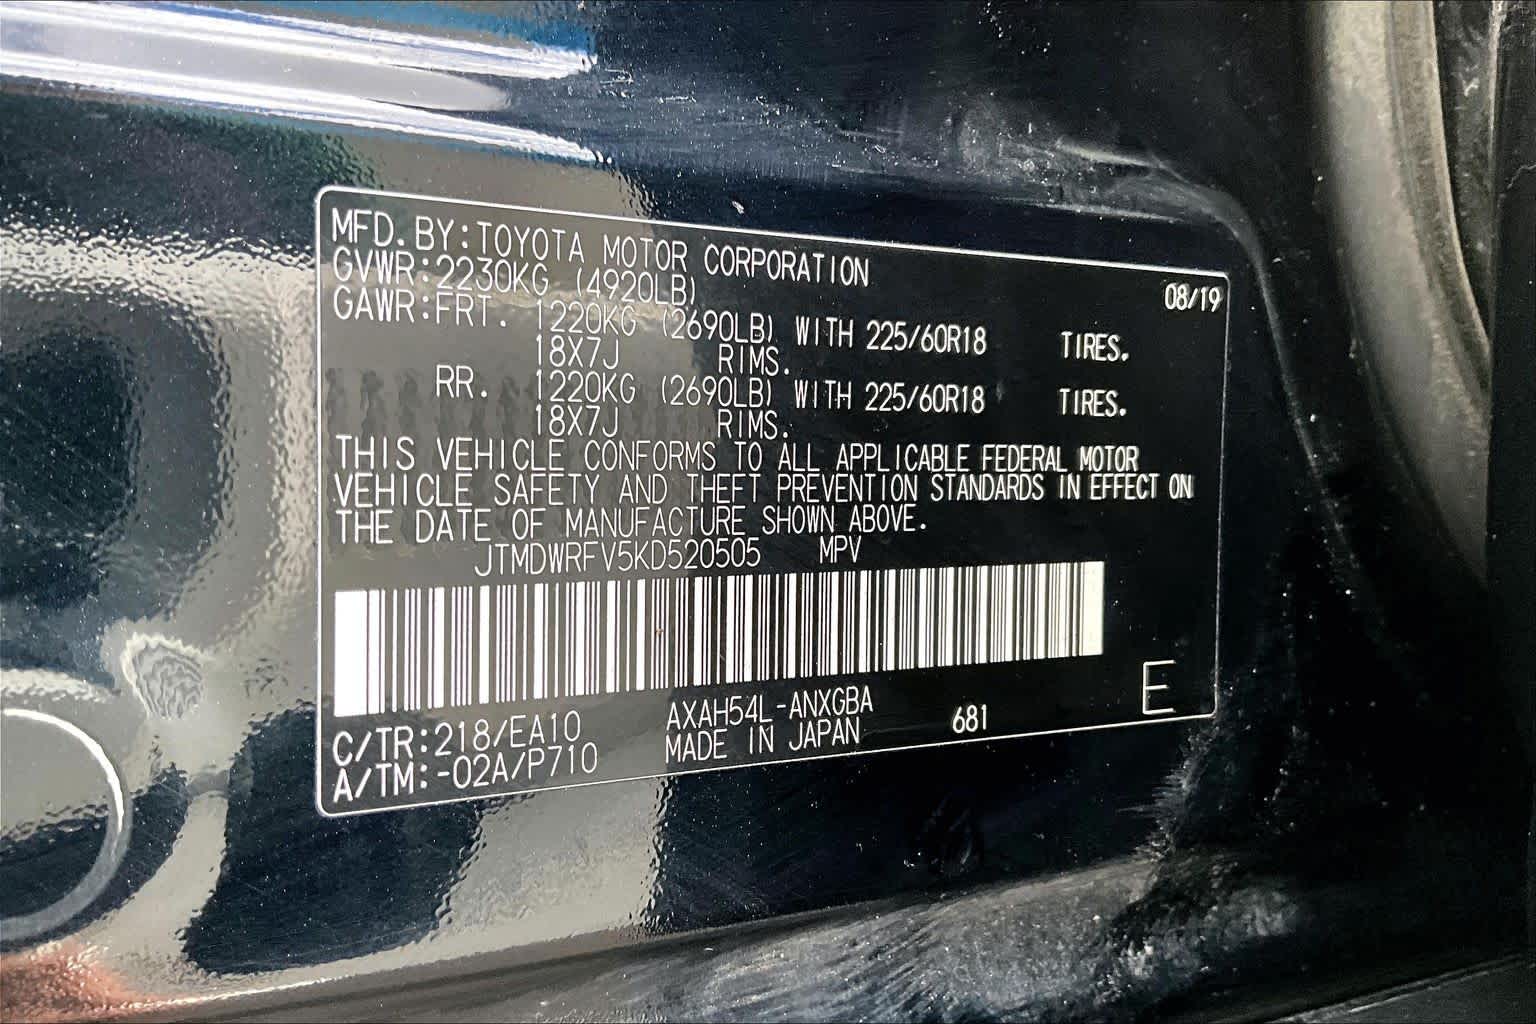 MFD. BY:TOYOTA MOTOR CORPORATION
08/19
GVWR:2230KG (4920LB)
GAWR:FRT. 1220KG (2690LB) WITH 225/60R18 TIRES.
18X7J RIMS.
RR. 1220KG (2690LB) WITH 225/60R18 TIRES.
18X7J RIMS.
THIS VEHICLE CONFORMS TO ALL APPLICABLE FEDERAL MOTOR
VEHICLE SAFETY AND THEFT PREVENTION STANDARDS IN EFFECT ON
THE DATE OF MANUFACTURE SHOWN ABOVE.
JTMDWRFV5KD520505 MPV
C/TR:218/EA10 AXAH54L-ANXGBA 681 E
A/TM:-02A/P710 MADE IN JAPAN